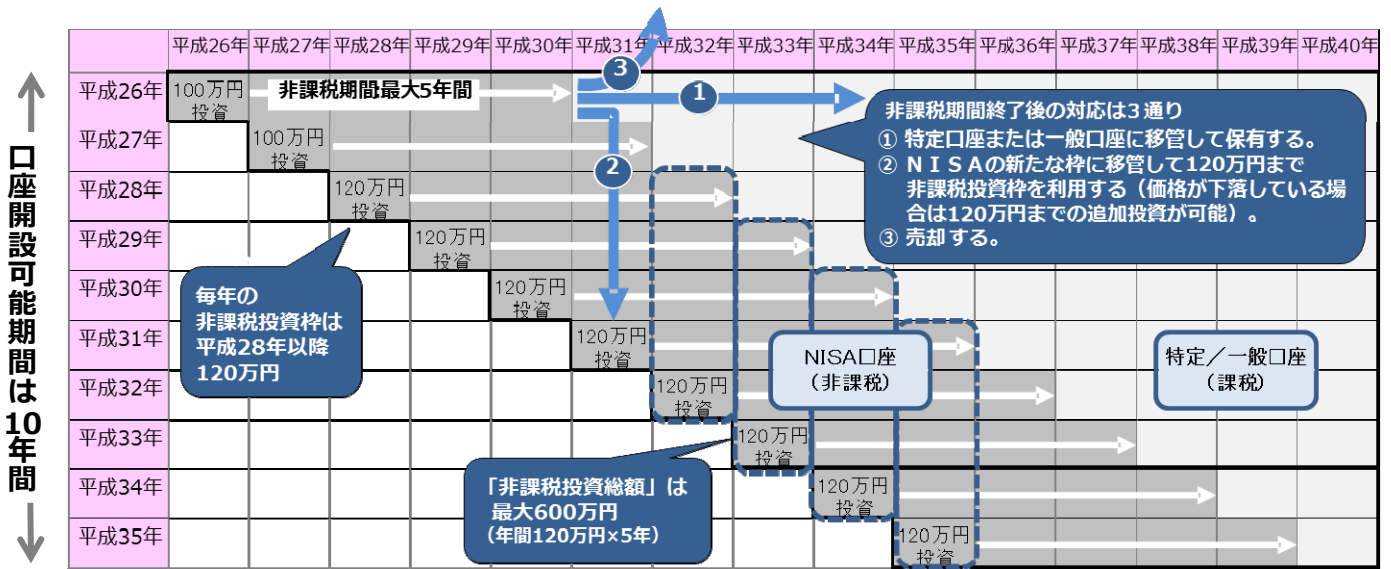 平成26年 平成27年 平成28年 平成29年 平成30年 平成31年 平成32年 平成33年 平成34年 平成35年 平成36年 平成37年 平成38年 平成39年 平成40年
口座開設可能期間は10年間
平成26年
100万円
投資
非課税期間最大5年間
③
①
②
平成27年
100万円
投資
平成28年
120万円
投資
平成29年
120万円
投資
平成30年
120万円
投資
平成31年
120万円
投資
平成32年
120万円
投資
平成33年
120万円
投資
平成34年
120万円
投資
平成35年
120万円
投資
非課税期間終了後の対応は3通り
① 特定口座または一般口座に移管して保有する。
② NISAの新たな枠に移管して120万円まで
非課税投資枠を利用する（価格が下落している場
合は120万円までの追加投資が可能）。
③ 売却する。
毎年の
非課税投資枠は
平成28年以降
120万円
NISA口座
（非課税）
特定／一般口座
（課税）
「非課税投資総額」は
最大600万円
（年間120万円×5年）